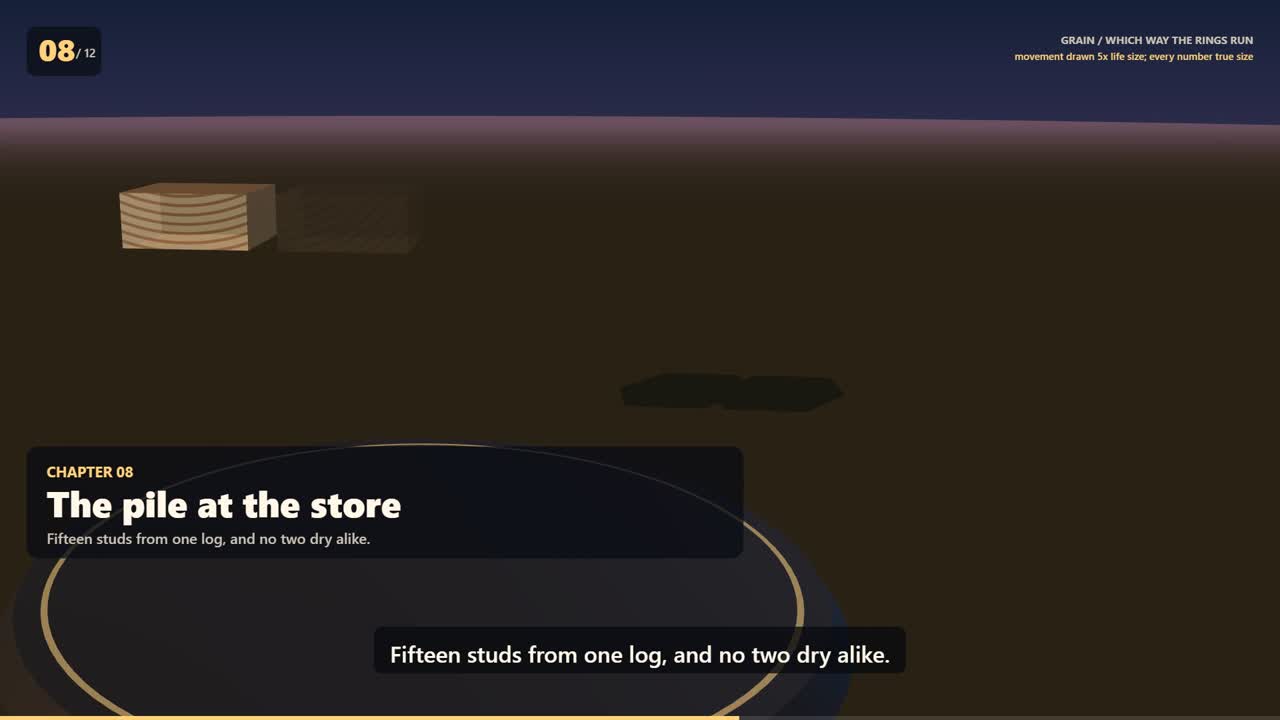 08 / 12
GRAIN / WHICH WAY THE RINGS RUN
movement drawn 5x life size; every number true size
CHAPTER 08
The pile at the store
Fifteen studs from one log, and no two dry alike.
Fifteen studs from one log, and no two dry alike.